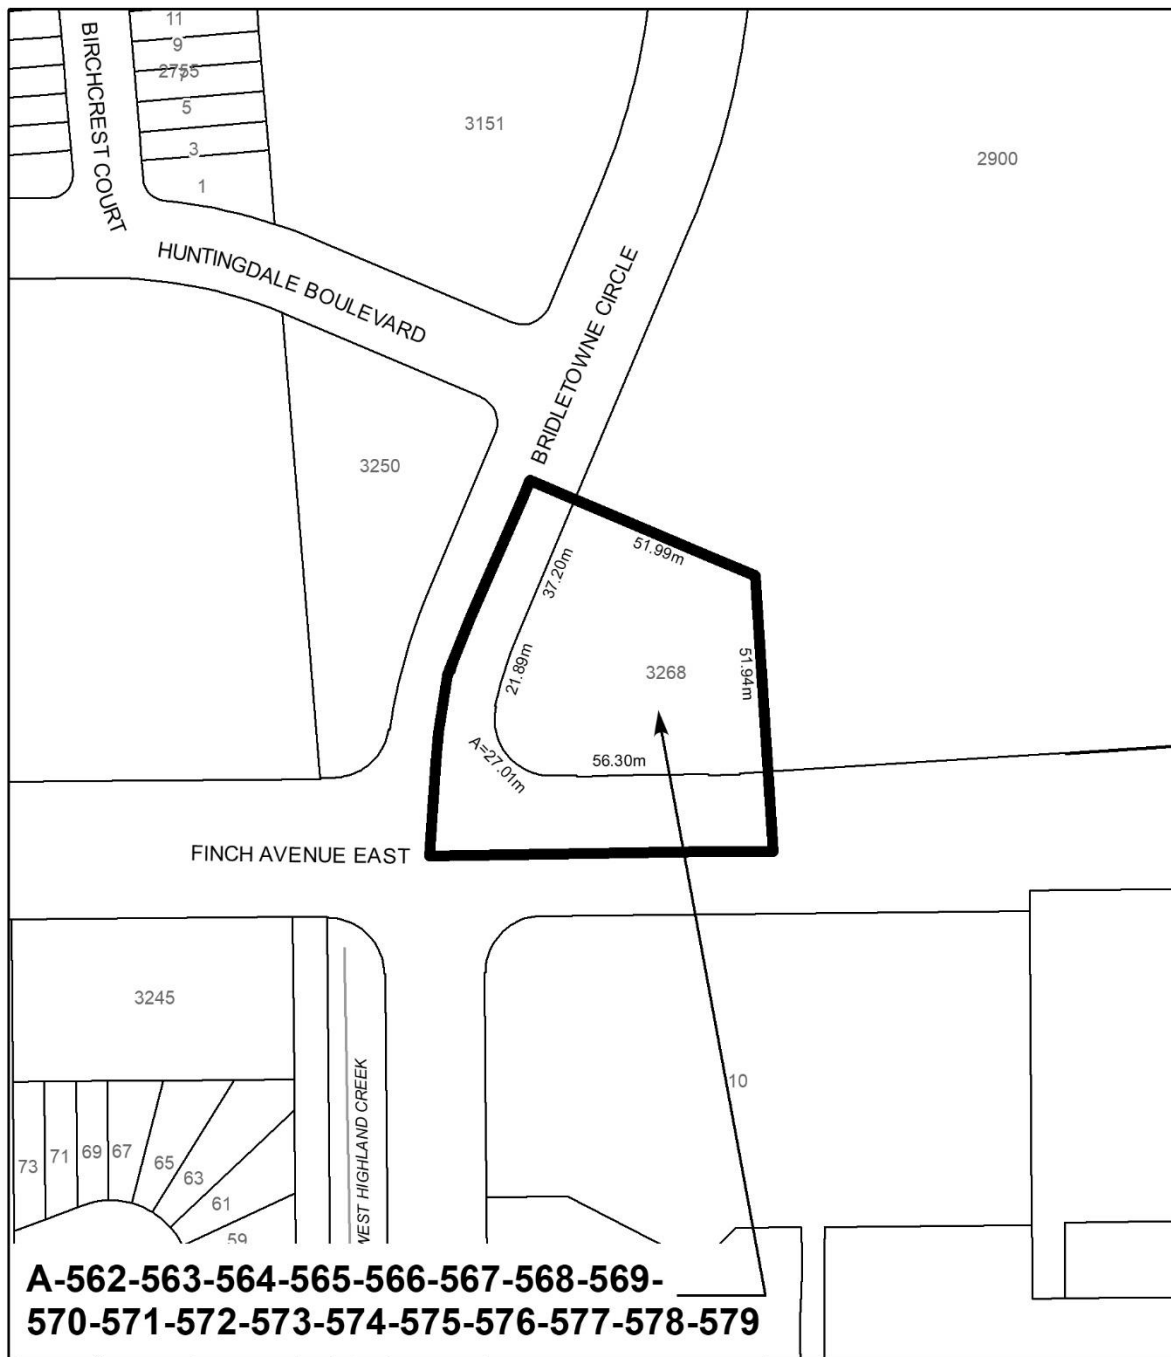 11
9
2755
7
5
3
1
BIRCHCREST COURT
3151
2900
HUNTINGDALE BOULEVARD
BRIDLETOWNE CIRCLE
3250
51.99m
37.20m
21.89m
3268
51.94m
A=27.01m
56.30m
FINCH AVENUE EAST
3245
WEST HIGHLAND CREEK
10
73
71
69
67
65
63
61
59
A-562-563-564-565-566-567-568-569-
570-571-572-573-574-575-576-577-578-579